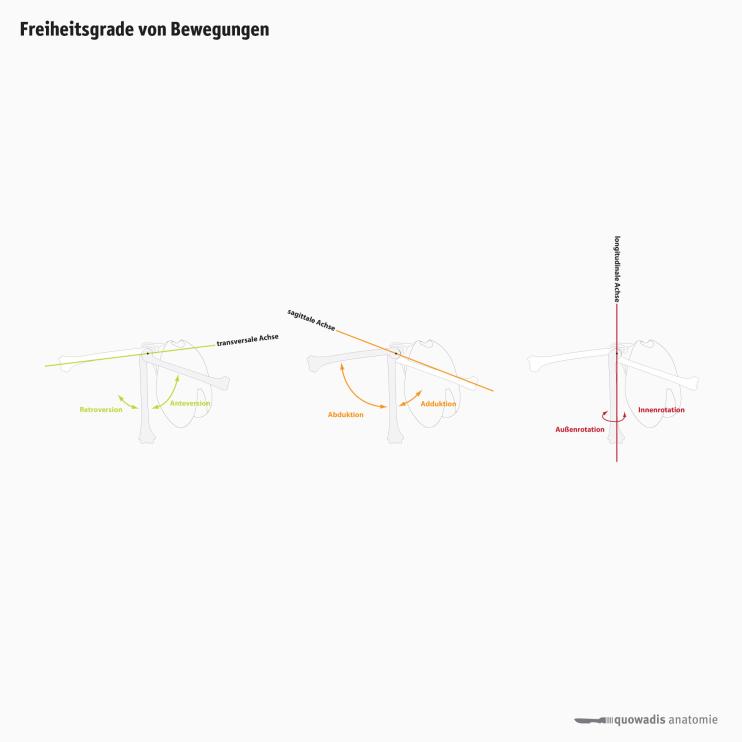 Freiheitsgrade von Bewegungen
transversale Achse
Retroversion
Anteversion
sagittale Achse
Abduktion
Adduktion
longitudinale Achse
Innenrotation
Außenrotation
quowadis anatomie